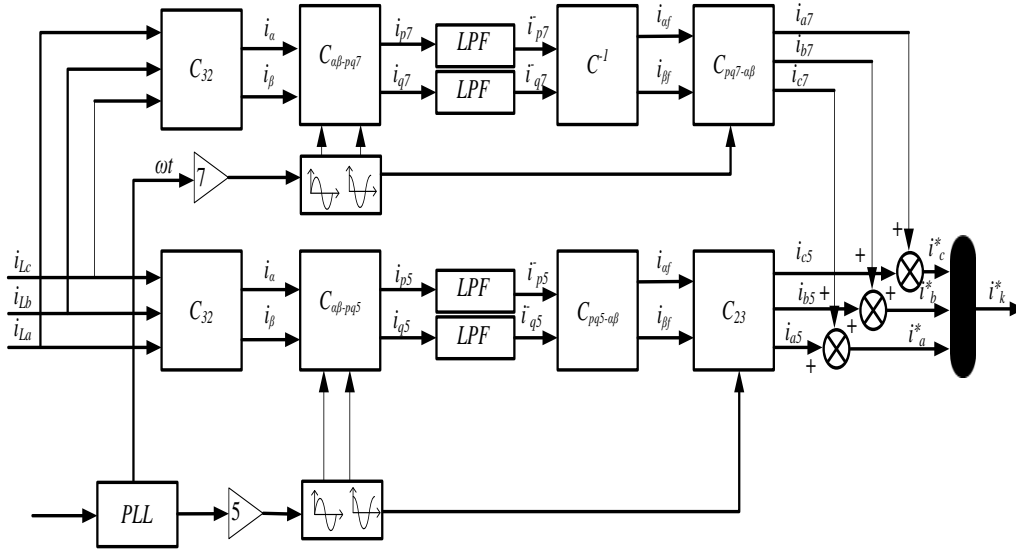 iα ip7 LPF i‾p7 iαf ia7
C32 Cαβ-pq7 C⁻¹ Cpq7-αβ ib7
iβ iq7 LPF i‾q7 iβf ic7
ωt 7
+
iLc iα ip5 LPF i‾p5 iαf ic5 + i*c
iLb C32 Cαβ-pq5 Cpq5-αβ C23 ib5 + + i*b i*k
iLa iβ iq5 LPF i‾q5 iβf ia5 + i*a
+
PLL 5